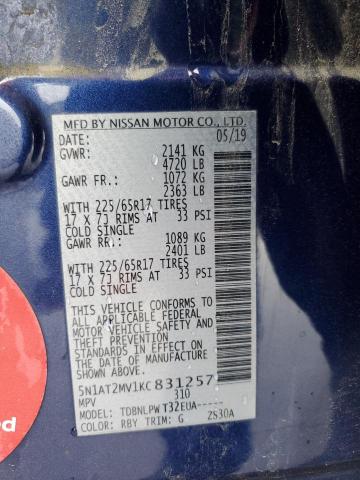 MFD BY NISSAN MOTOR CO., LTD.
DATE: 05/19
GVWR: 2141 KG
4720 LB
GAWR FR.: 1072 KG
2363 LB
WITH 225/65R17 TIRES
17 X 7J RIMS AT 33 PSI
COLD SINGLE
GAWR RR.: 1089 KG
2401 LB
WITH 225/65R17 TIRES
17 X 7J RIMS AT 33 PSI
COLD SINGLE
THIS VEHICLE CONFORMS TO
ALL APPLICABLE FEDERAL
MOTOR VEHICLE SAFETY AND
THEFT PREVENTION
STANDARDS IN EFFECT ON
THE DATE OF MANUFACTURE
SHOWN ABOVE.
5N1AT2MV1KC831257
MPV 310
MODEL: TDBNLPWT32EUA-----
COLOR: RBY TRIM: G 2S30A
ed